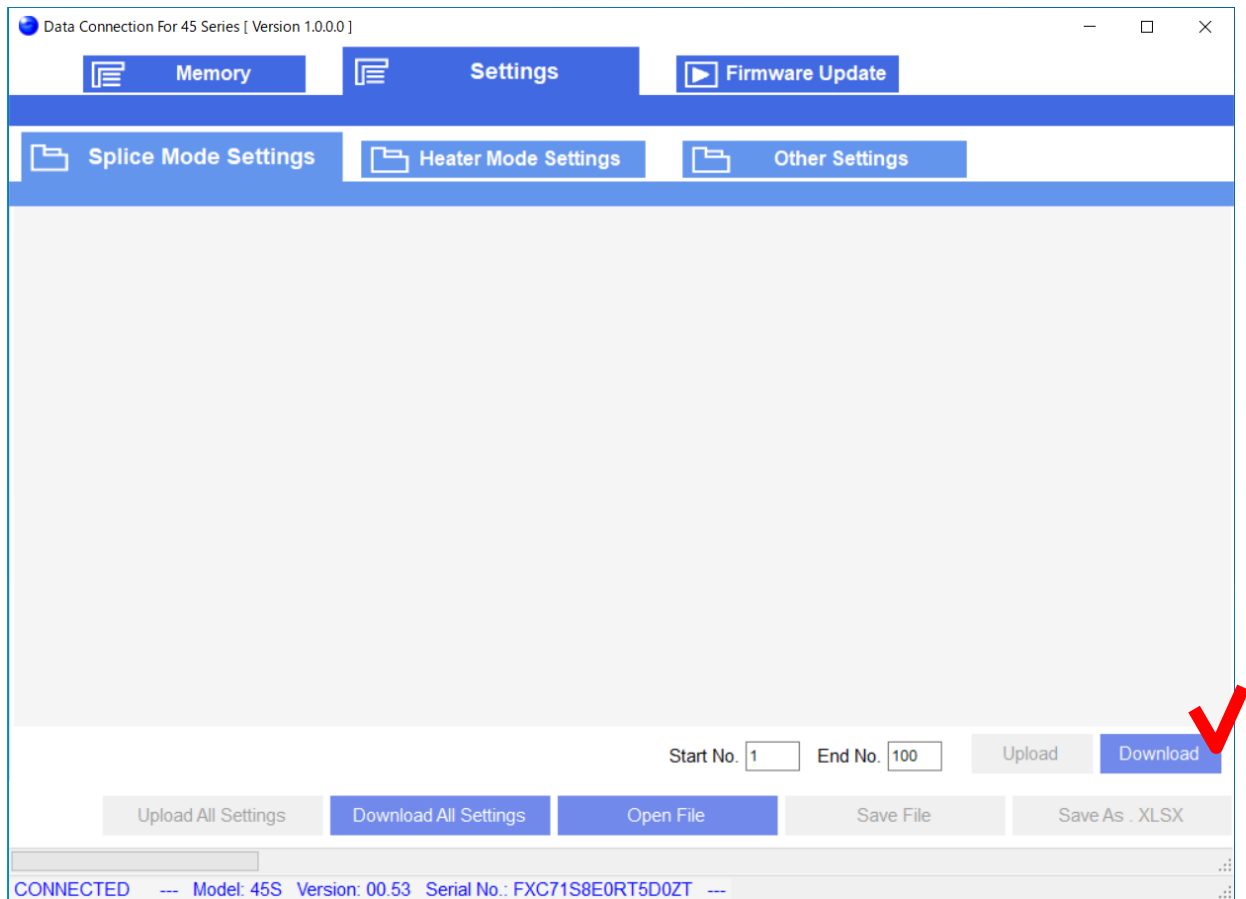 Data Connection For 45 Series [ Version 1.0.0.0 ]
Memory Settings Firmware Update
Splice Mode Settings Heater Mode Settings Other Settings
Start No. 1 End No. 100 Upload Download
Upload All Settings Download All Settings Open File Save File Save As . XLSX
CONNECTED --- Model: 45S Version: 00.53 Serial No.: FXC71S8E0RT5D0ZT ---